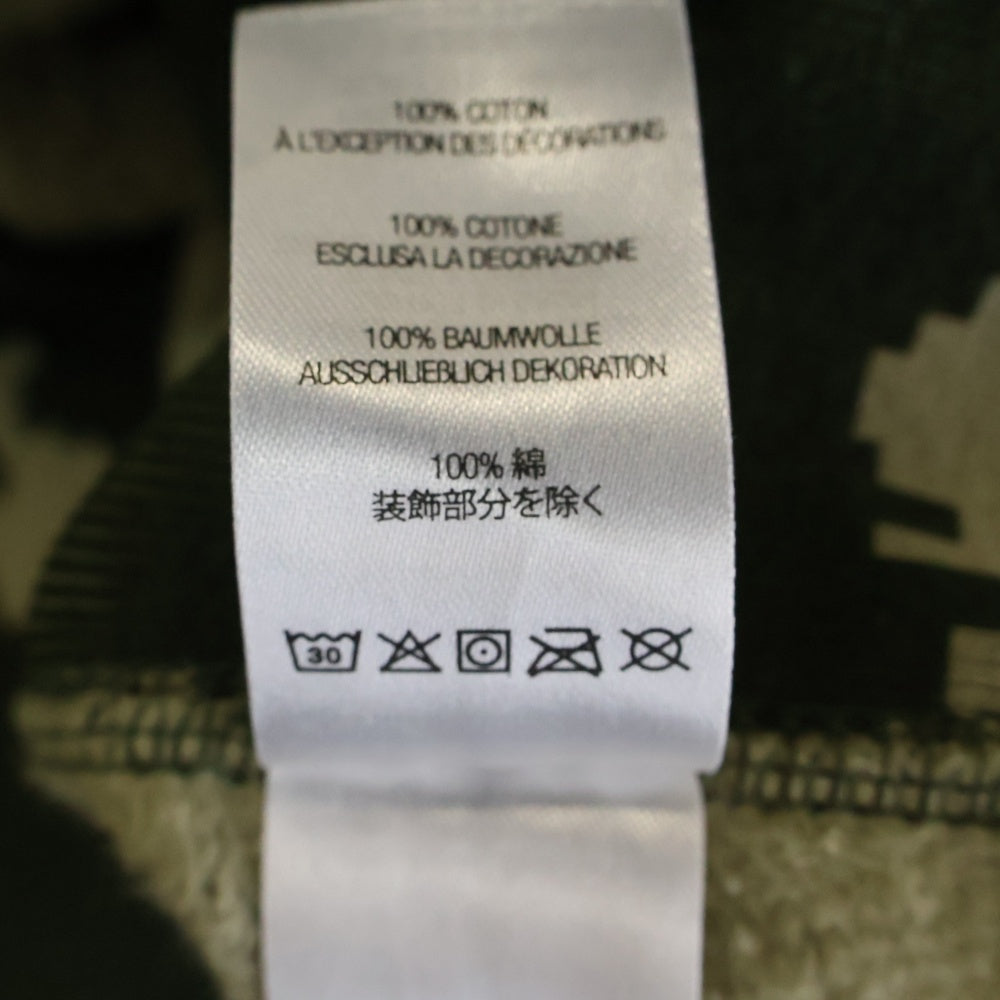 100% COTON
À L'EXCEPTION DES DÉCORATIONS
100% COTONE
ESCLUSA LA DECORAZIONE
100% BAUMWOLLE
AUSSCHLIEBLICH DEKORATION
100% 綿
装飾部分を除く
30